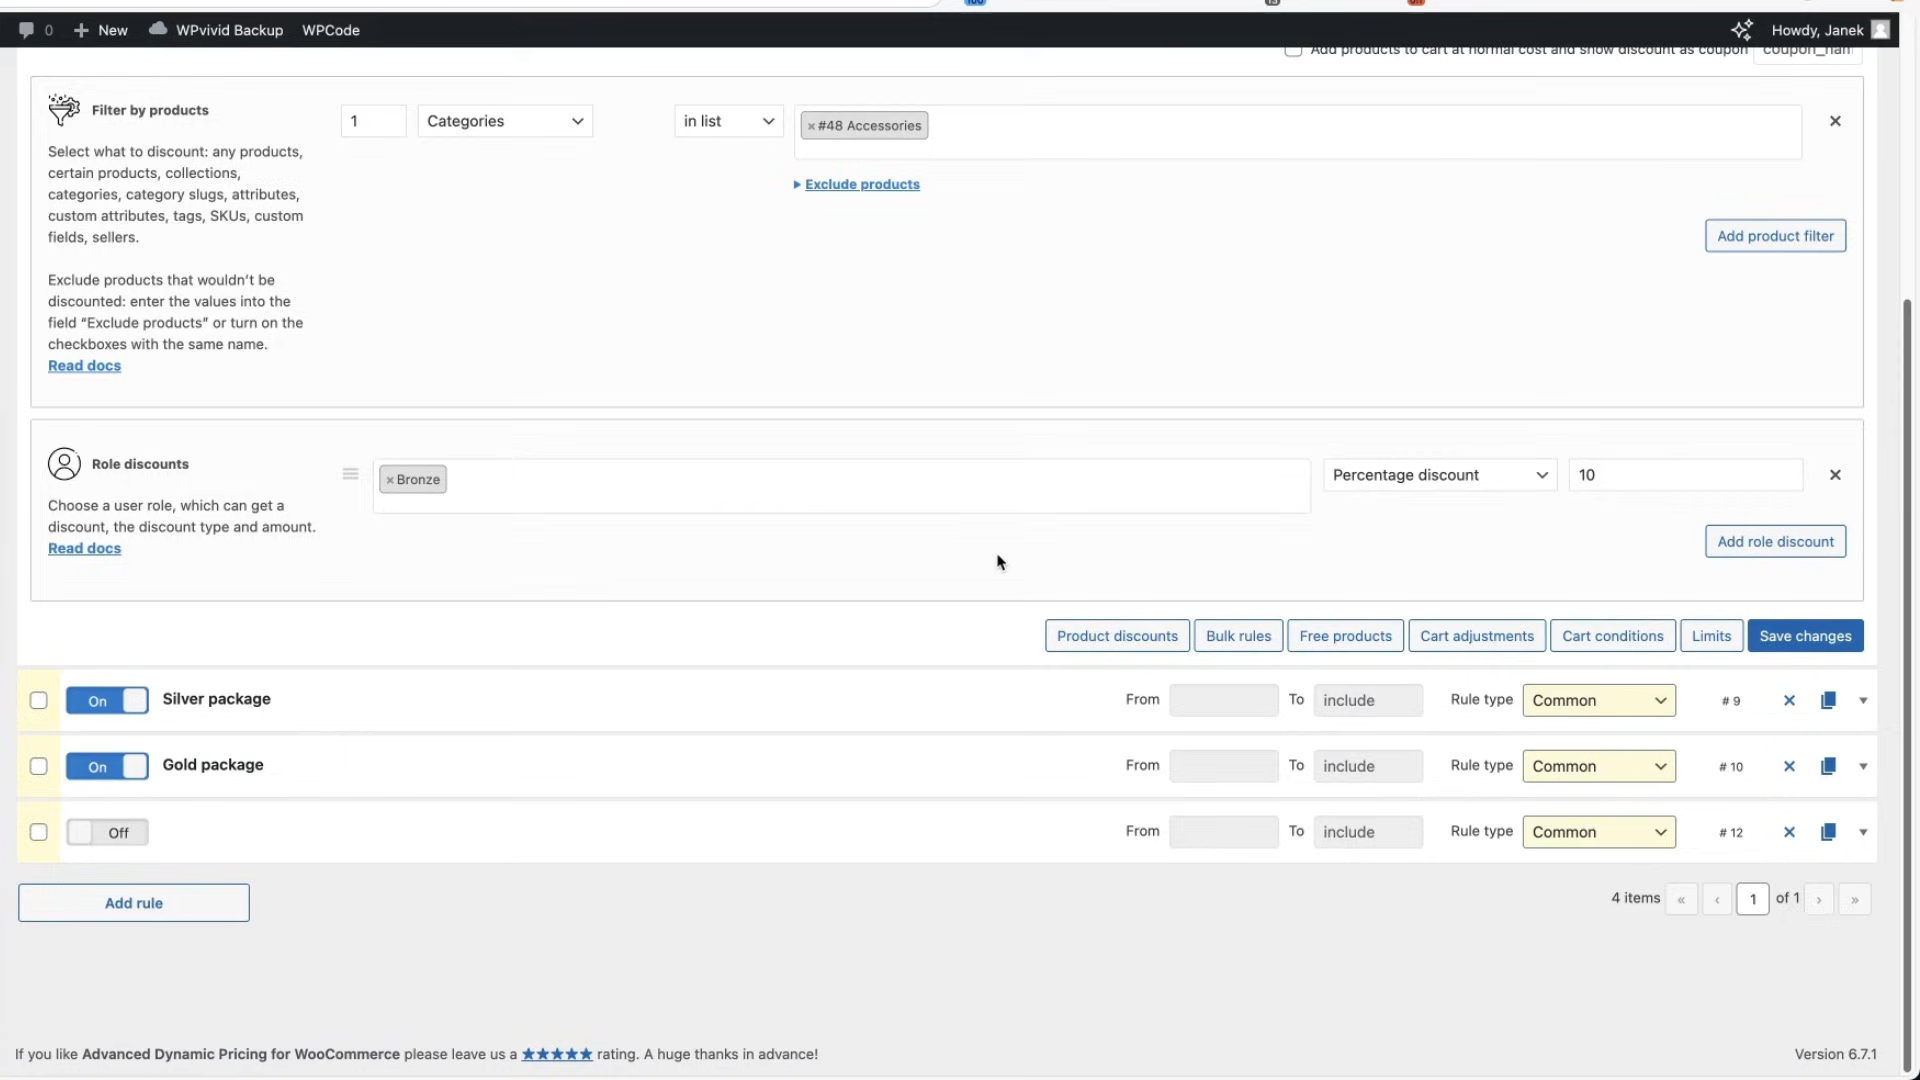 0 New WPvivid Backup WPCode Howdy, Janek
Add products to cart at normal cost and show discount as coupon coupon_nam
Filter by products
1 Categories in list ×#48 Accessories
Select what to discount: any products,
certain products, collections,
categories, category slugs, attributes,
custom attributes, tags, SKUs, custom
fields, sellers.
Exclude products
Add product filter
Exclude products that wouldn't be
discounted: enter the values into the
field “Exclude products” or turn on the
checkboxes with the same name.
Read docs
Role discounts
×Bronze Percentage discount 10
Choose a user role, which can get a
discount, the discount type and amount.
Read docs
Add role discount
Product discounts Bulk rules Free products Cart adjustments Cart conditions Limits Save changes
On Silver package From To include Rule type Common # 9
On Gold package From To include Rule type Common # 10
Off From To include Rule type Common # 12
Add rule 4 items « ‹ 1 of 1 › »
If you like Advanced Dynamic Pricing for WooCommerce please leave us a ★★★★★ rating. A huge thanks in advance! Version 6.7.1